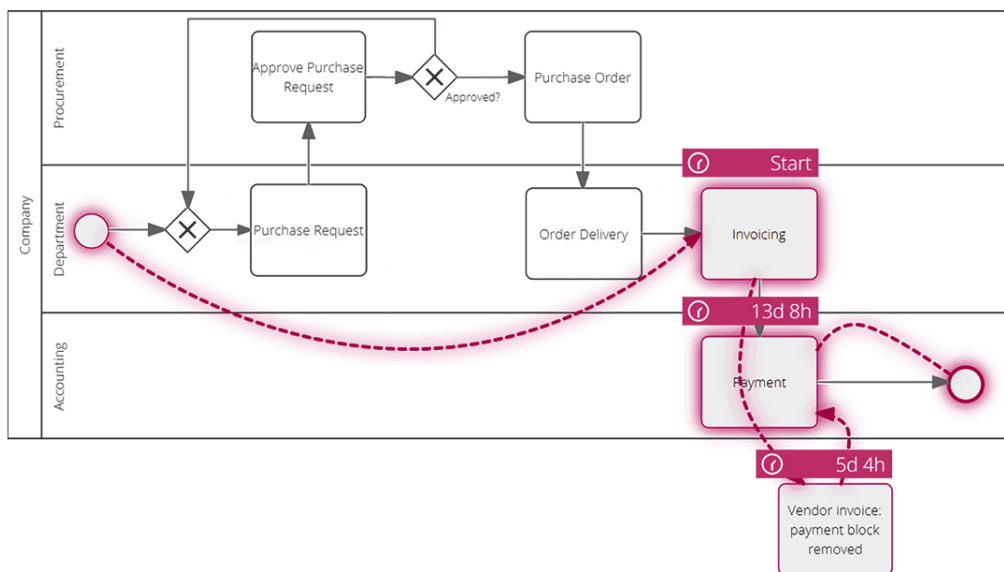 Company
Procurement
Approve Purchase
Request
Approved?
Purchase Order
Department
Purchase Request
Order Delivery
Start
Invoicing
Accounting
13d 8h
Payment
5d 4h
Vendor invoice:
payment block
removed